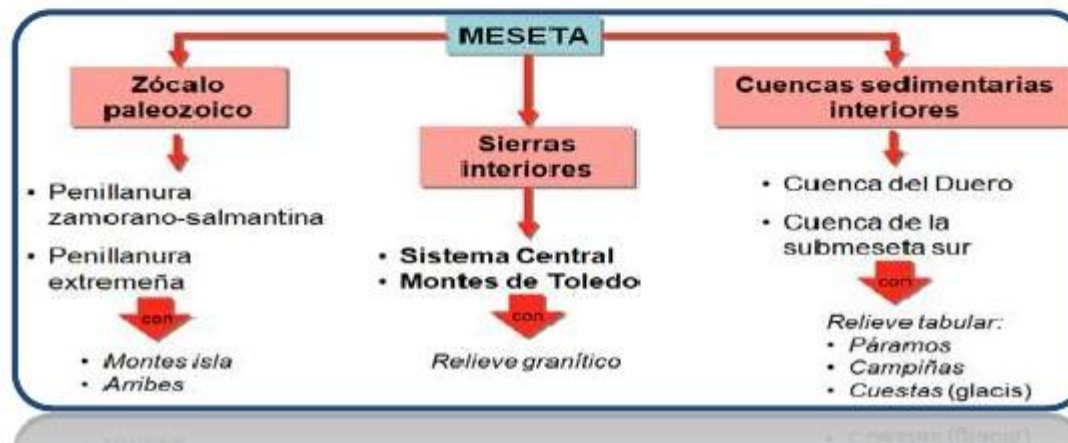 MESETA
Zócalo
paleozoico
• Penillanura
zamorano-salmantina
• Penillanura
extremeña
con
• Montes isla
• Arribes
Sierras
interiores
• Sistema Central
• Montes de Toledo
con
Relieve granítico
Cuencas sedimentarias
interiores
• Cuenca del Duero
• Cuenca de la
submeseta sur
con
Relieve tabular:
• Páramos
• Campiñas
• Cuestas (glacis)